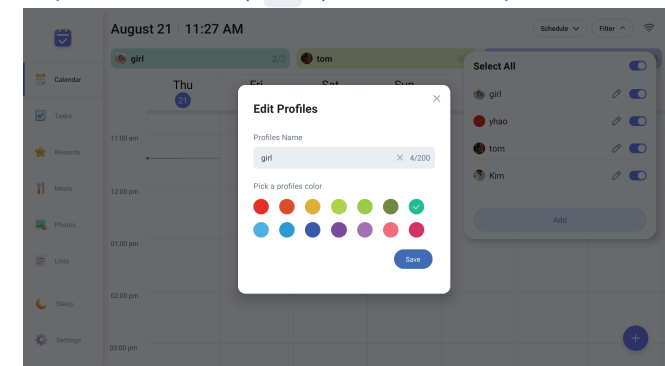 August 21 11:27 AM
Schedule
Filter
girl 2/7
tom
Select All
Calendar
Thu Fri Sat Sun
21
girl
Edit Profiles
Tasks
yhao
11:00 am
Profiles Name
Rewards
girl 4/200
tom
Kim
Pick a profiles color
Meals
12:00 pm
Add
Photos
01:00 pm
Lists
Save
02:00 pm
Sleep
Settings
03:00 pm